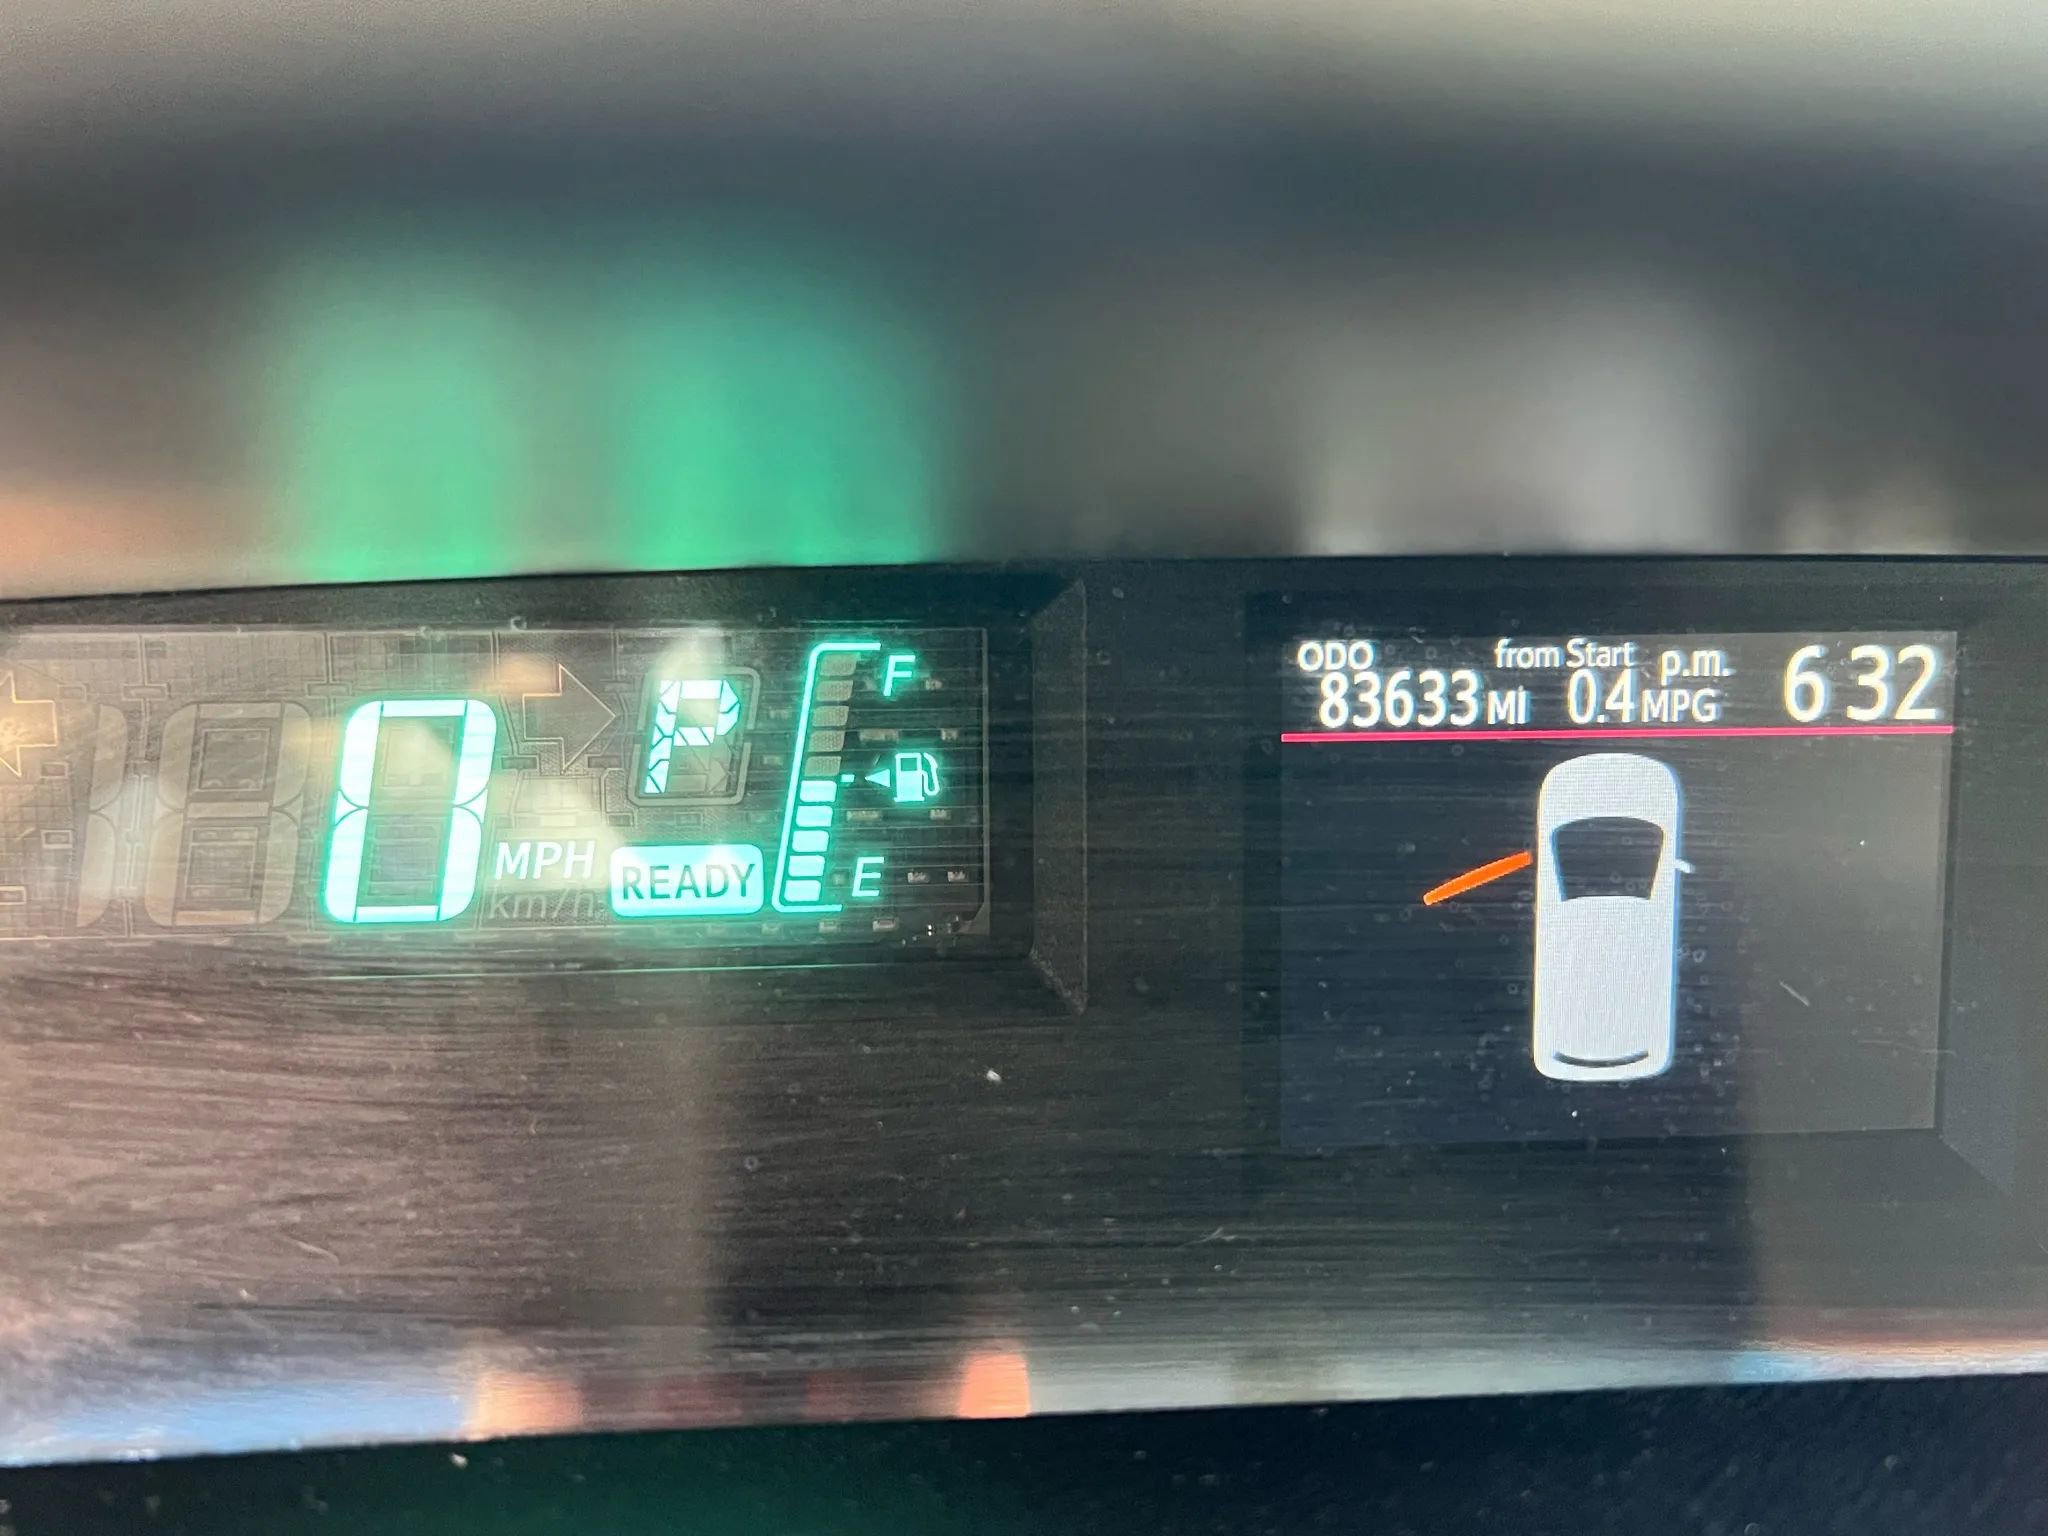 0 MPH
km/h
P
READY
F
E
ODO
83633 MI
from Start
0.4 MPG
p.m.
6 32